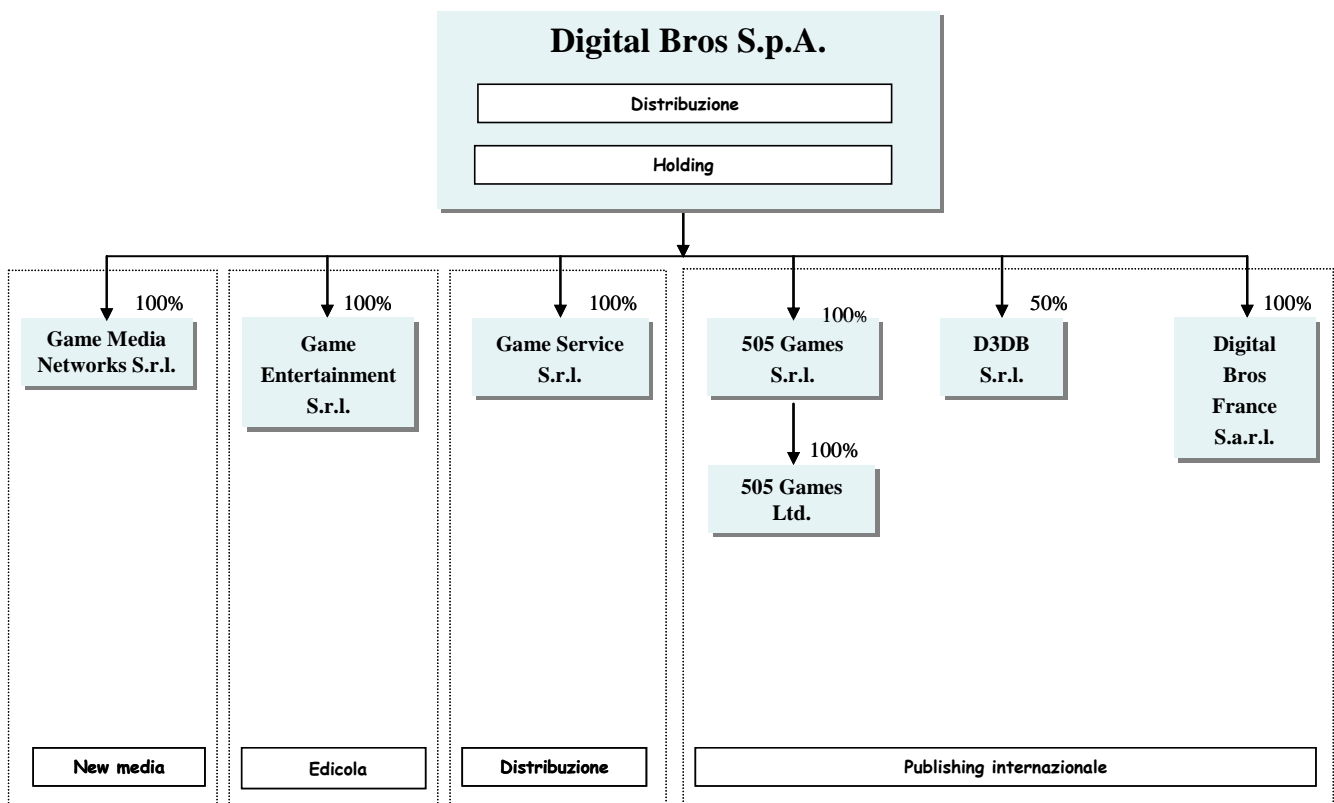 Digital Bros S.p.A.
Distribuzione
Holding
100%
Game Media
Networks S.r.l.
100%
Game
Entertainment
S.r.l.
100%
Game Service
S.r.l.
100%
505 Games
S.r.l.
100%
505 Games
Ltd.
50%
D3DB
S.r.l.
100%
Digital
Bros
France
S.a.r.l.
New media
Edicola
Distribuzione
Publishing internazionale